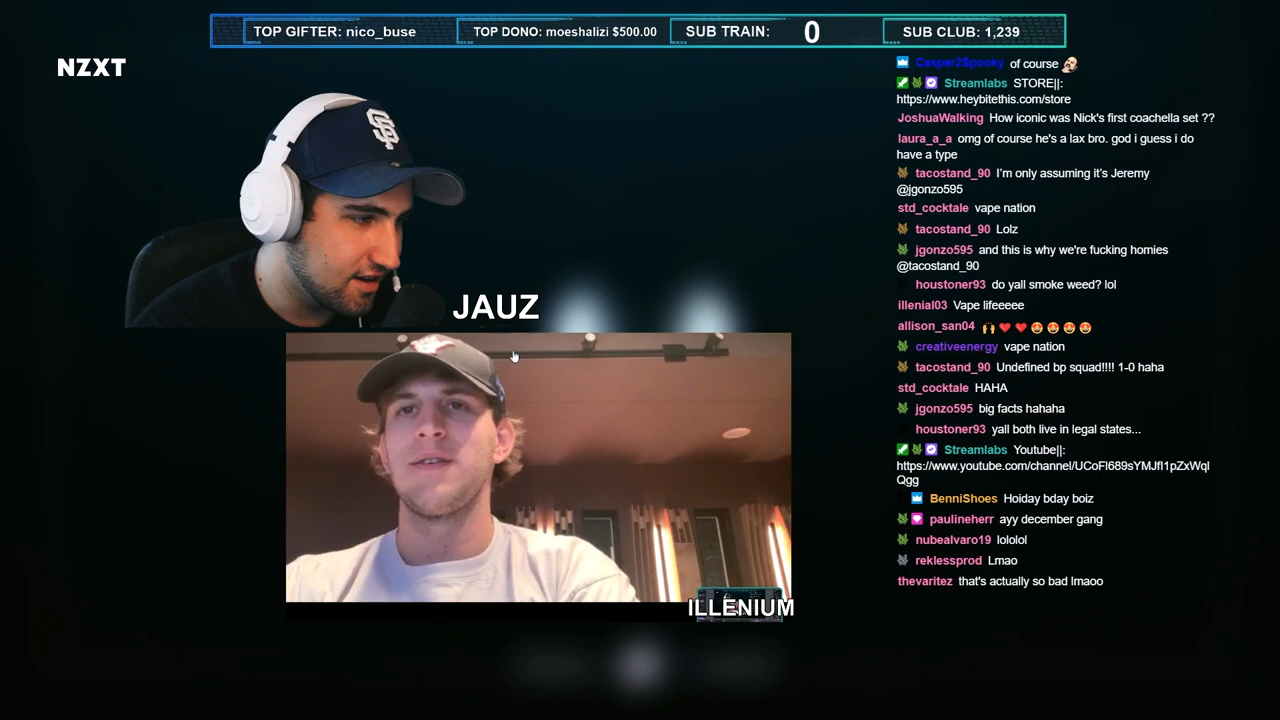 TOP GIFTER: nico_buse
TOP DONO: moeshalizi $500.00
SUB TRAIN: 0
SUB CLUB: 1,239
NZXT
SF
JAUZ
ILLENIUM
Casper2$pooky of course
Streamlabs STORE||:
https://www.heybitethis.com/store
JoshuaWalking How iconic was Nick's first coachella set ??
laura_a_a omg of course he's a lax bro. god i guess i do
have a type
tacostand_90 I'm only assuming it's Jeremy
@jgonzo595
std_cocktale vape nation
tacostand_90 Lolz
jgonzo595 and this is why we're fucking homies
@tacostand_90
houstoner93 do yall smoke weed? lol
illenial03 Vape lifeeeee
allison_san04
creativeenergy vape nation
tacostand_90 Undefined bp squad!!!! 1-0 haha
std_cocktale HAHA
jgonzo595 big facts hahaha
houstoner93 yall both live in legal states...
Streamlabs Youtube||:
https://www.youtube.com/channel/UCoFl689sYMJfl1pZxWql
Qgg
BenniShoes Hoiday bday boiz
paulineherr ayy december gang
nubealvaro19 lololol
reklessprod Lmao
thevaritez that's actually so bad lmaoo